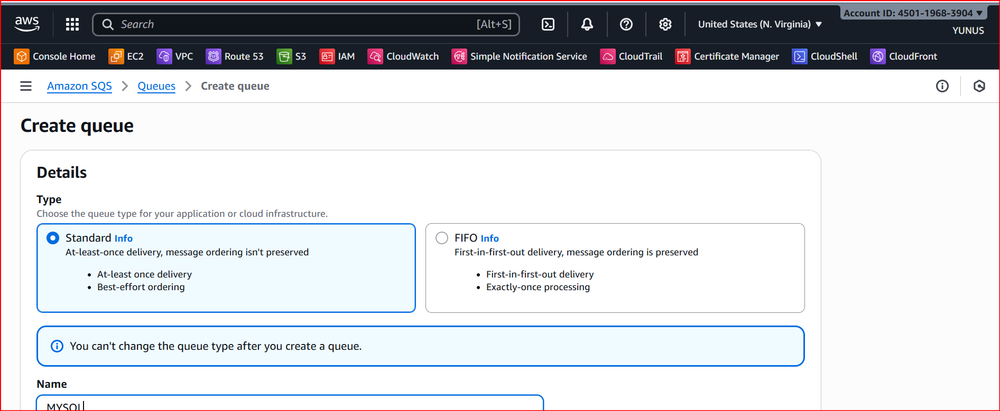 aws
Search [Alt+S]
United States (N. Virginia) ▼
Account ID: 4501-1968-3904 ▼
YUNUS
Console Home EC2 VPC Route 53 S3 IAM CloudWatch Simple Notification Service CloudTrail Certificate Manager CloudShell CloudFront
Amazon SQS > Queues > Create queue
Create queue
Details
Type
Choose the queue type for your application or cloud infrastructure.
Standard Info
At-least-once delivery, message ordering isn't preserved
• At-least once delivery
• Best-effort ordering
FIFO Info
First-in-first-out delivery, message ordering is preserved
• First-in-first-out delivery
• Exactly-once processing
You can't change the queue type after you create a queue.
Name
MYSQL